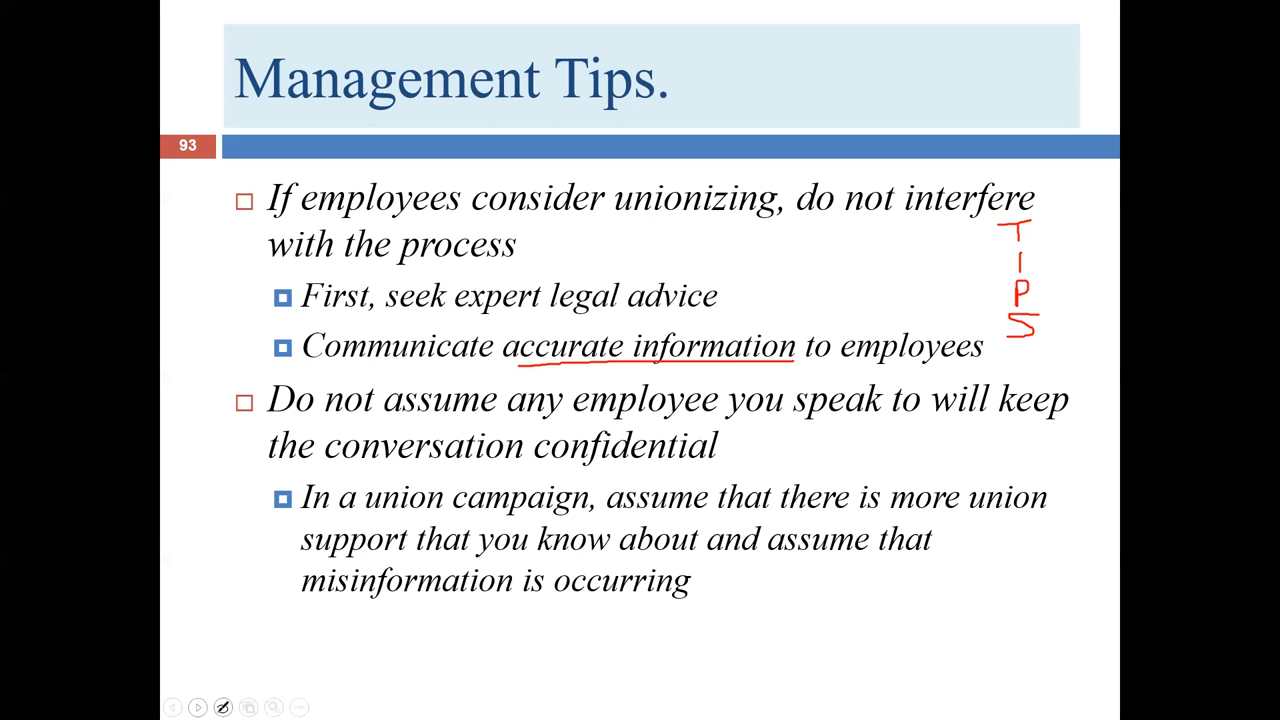 Management Tips.
93
If employees consider unionizing, do not interfere
with the process
T
I
P
S
First, seek expert legal advice
Communicate accurate information to employees
Do not assume any employee you speak to will keep
the conversation confidential
In a union campaign, assume that there is more union
support that you know about and assume that
misinformation is occurring